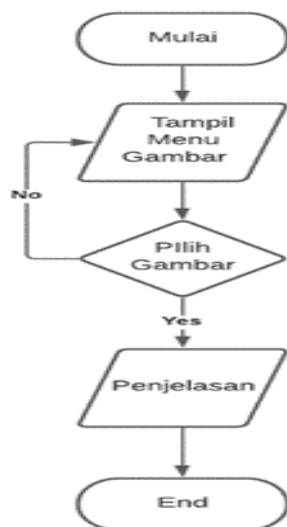 Mulai
Tampil
Menu
Gambar
No
PIlih
Gambar
Yes
Penjelasan
End